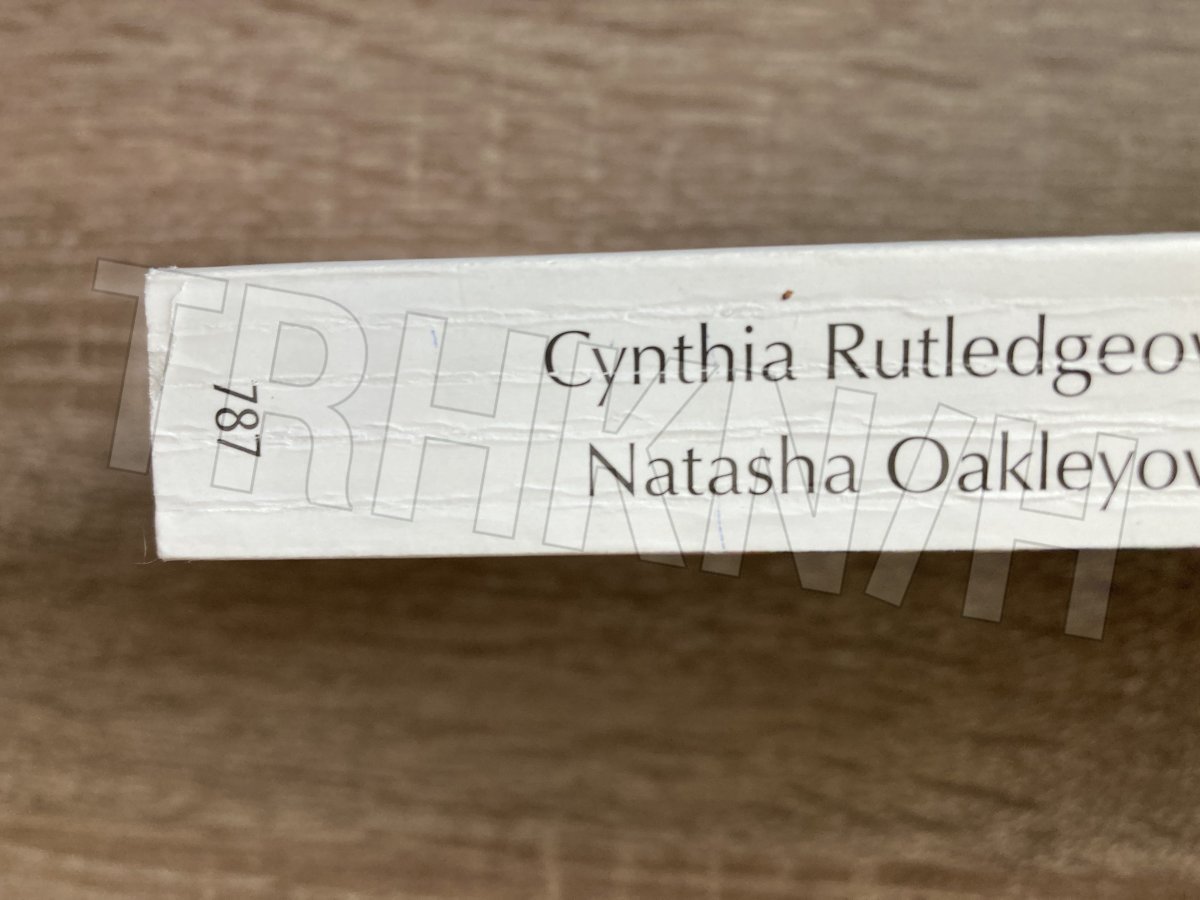 787
Cynthia Rutledgeov
Natasha Oakleyov
TRHKNIH